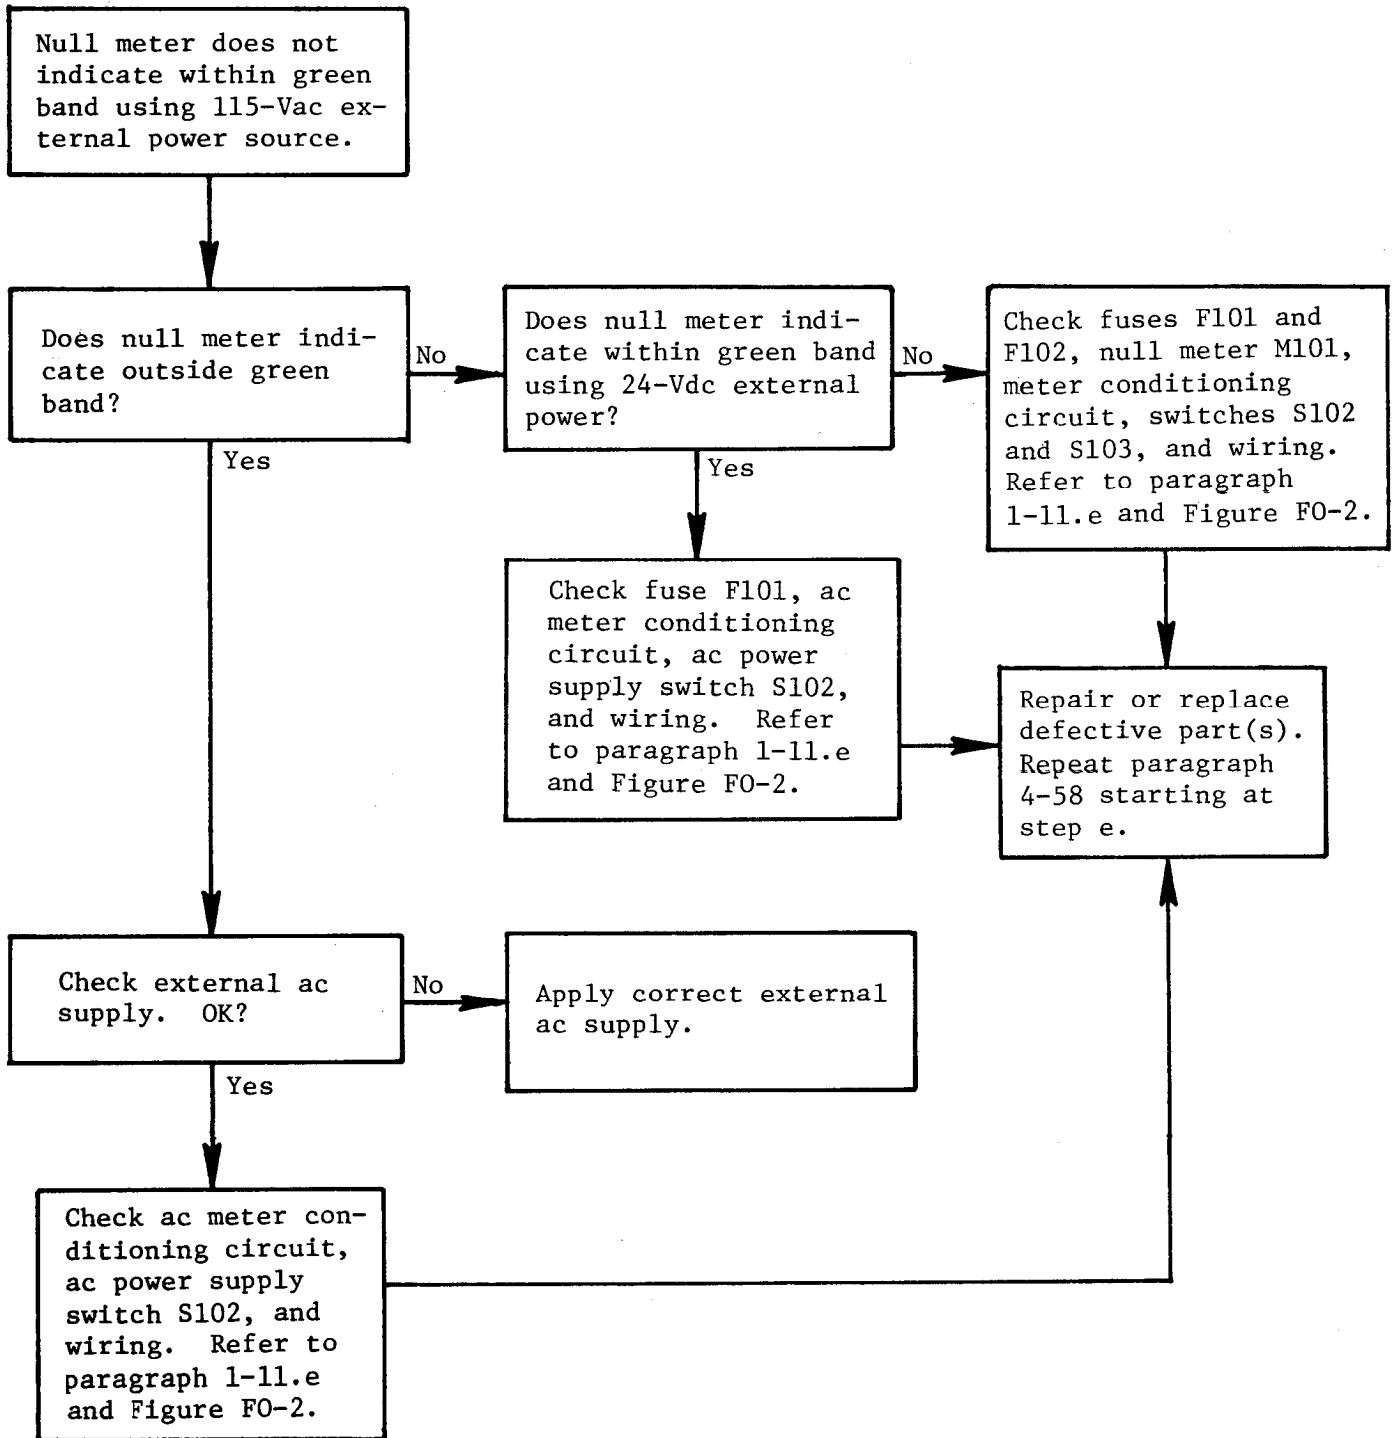 Null meter does not
indicate within green
band using 115-Vac ex-
ternal power source.
Does null meter indi-
cate outside green
band?
No
Yes
Does null meter indi-
cate within green band
using 24-Vdc external
power?
No
Yes
Check fuses F101 and
F102, null meter M101,
meter conditioning
circuit, switches S102
and S103, and wiring.
Refer to paragraph
1-11.e and Figure FO-2.
Check fuse F101, ac
meter conditioning
circuit, ac power
supply switch S102,
and wiring. Refer
to paragraph 1-11.e
and Figure FO-2.
Repair or replace
defective part(s).
Repeat paragraph
4-58 starting at
step e.
Check external ac
supply. OK?
No
Yes
Apply correct external
ac supply.
Check ac meter con-
ditioning circuit,
ac power supply
switch S102, and
wiring. Refer to
paragraph 1-11.e
and Figure FO-2.